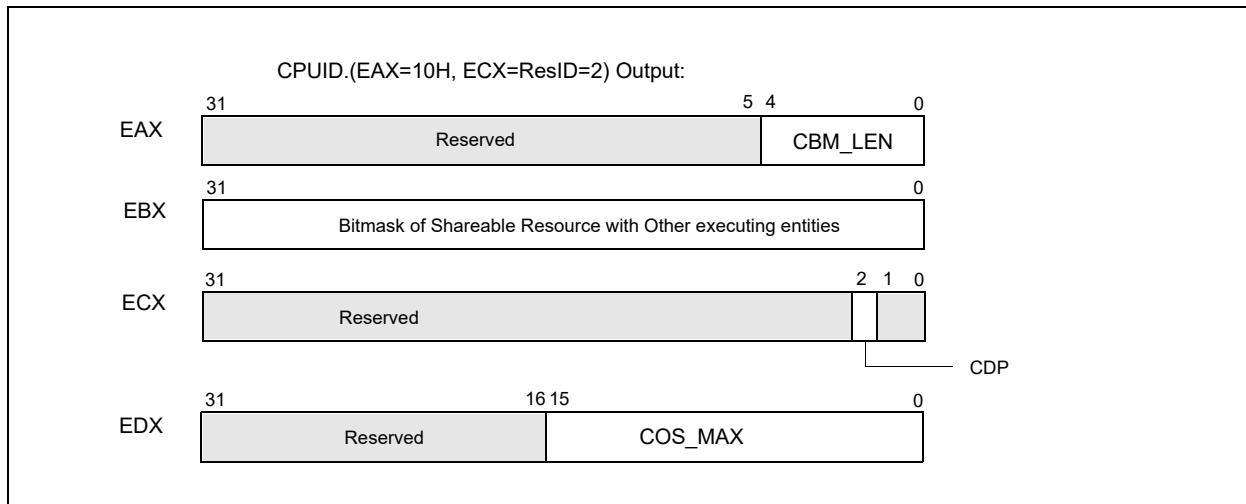 CPUID.(EAX=10H, ECX=ResID=2) Output:
31 5 4 0
EAX Reserved CBM_LEN
31 0
EBX Bitmask of Shareable Resource with Other executing entities
31 2 1 0
ECX Reserved
CDP
31 16 15 0
EDX Reserved COS_MAX